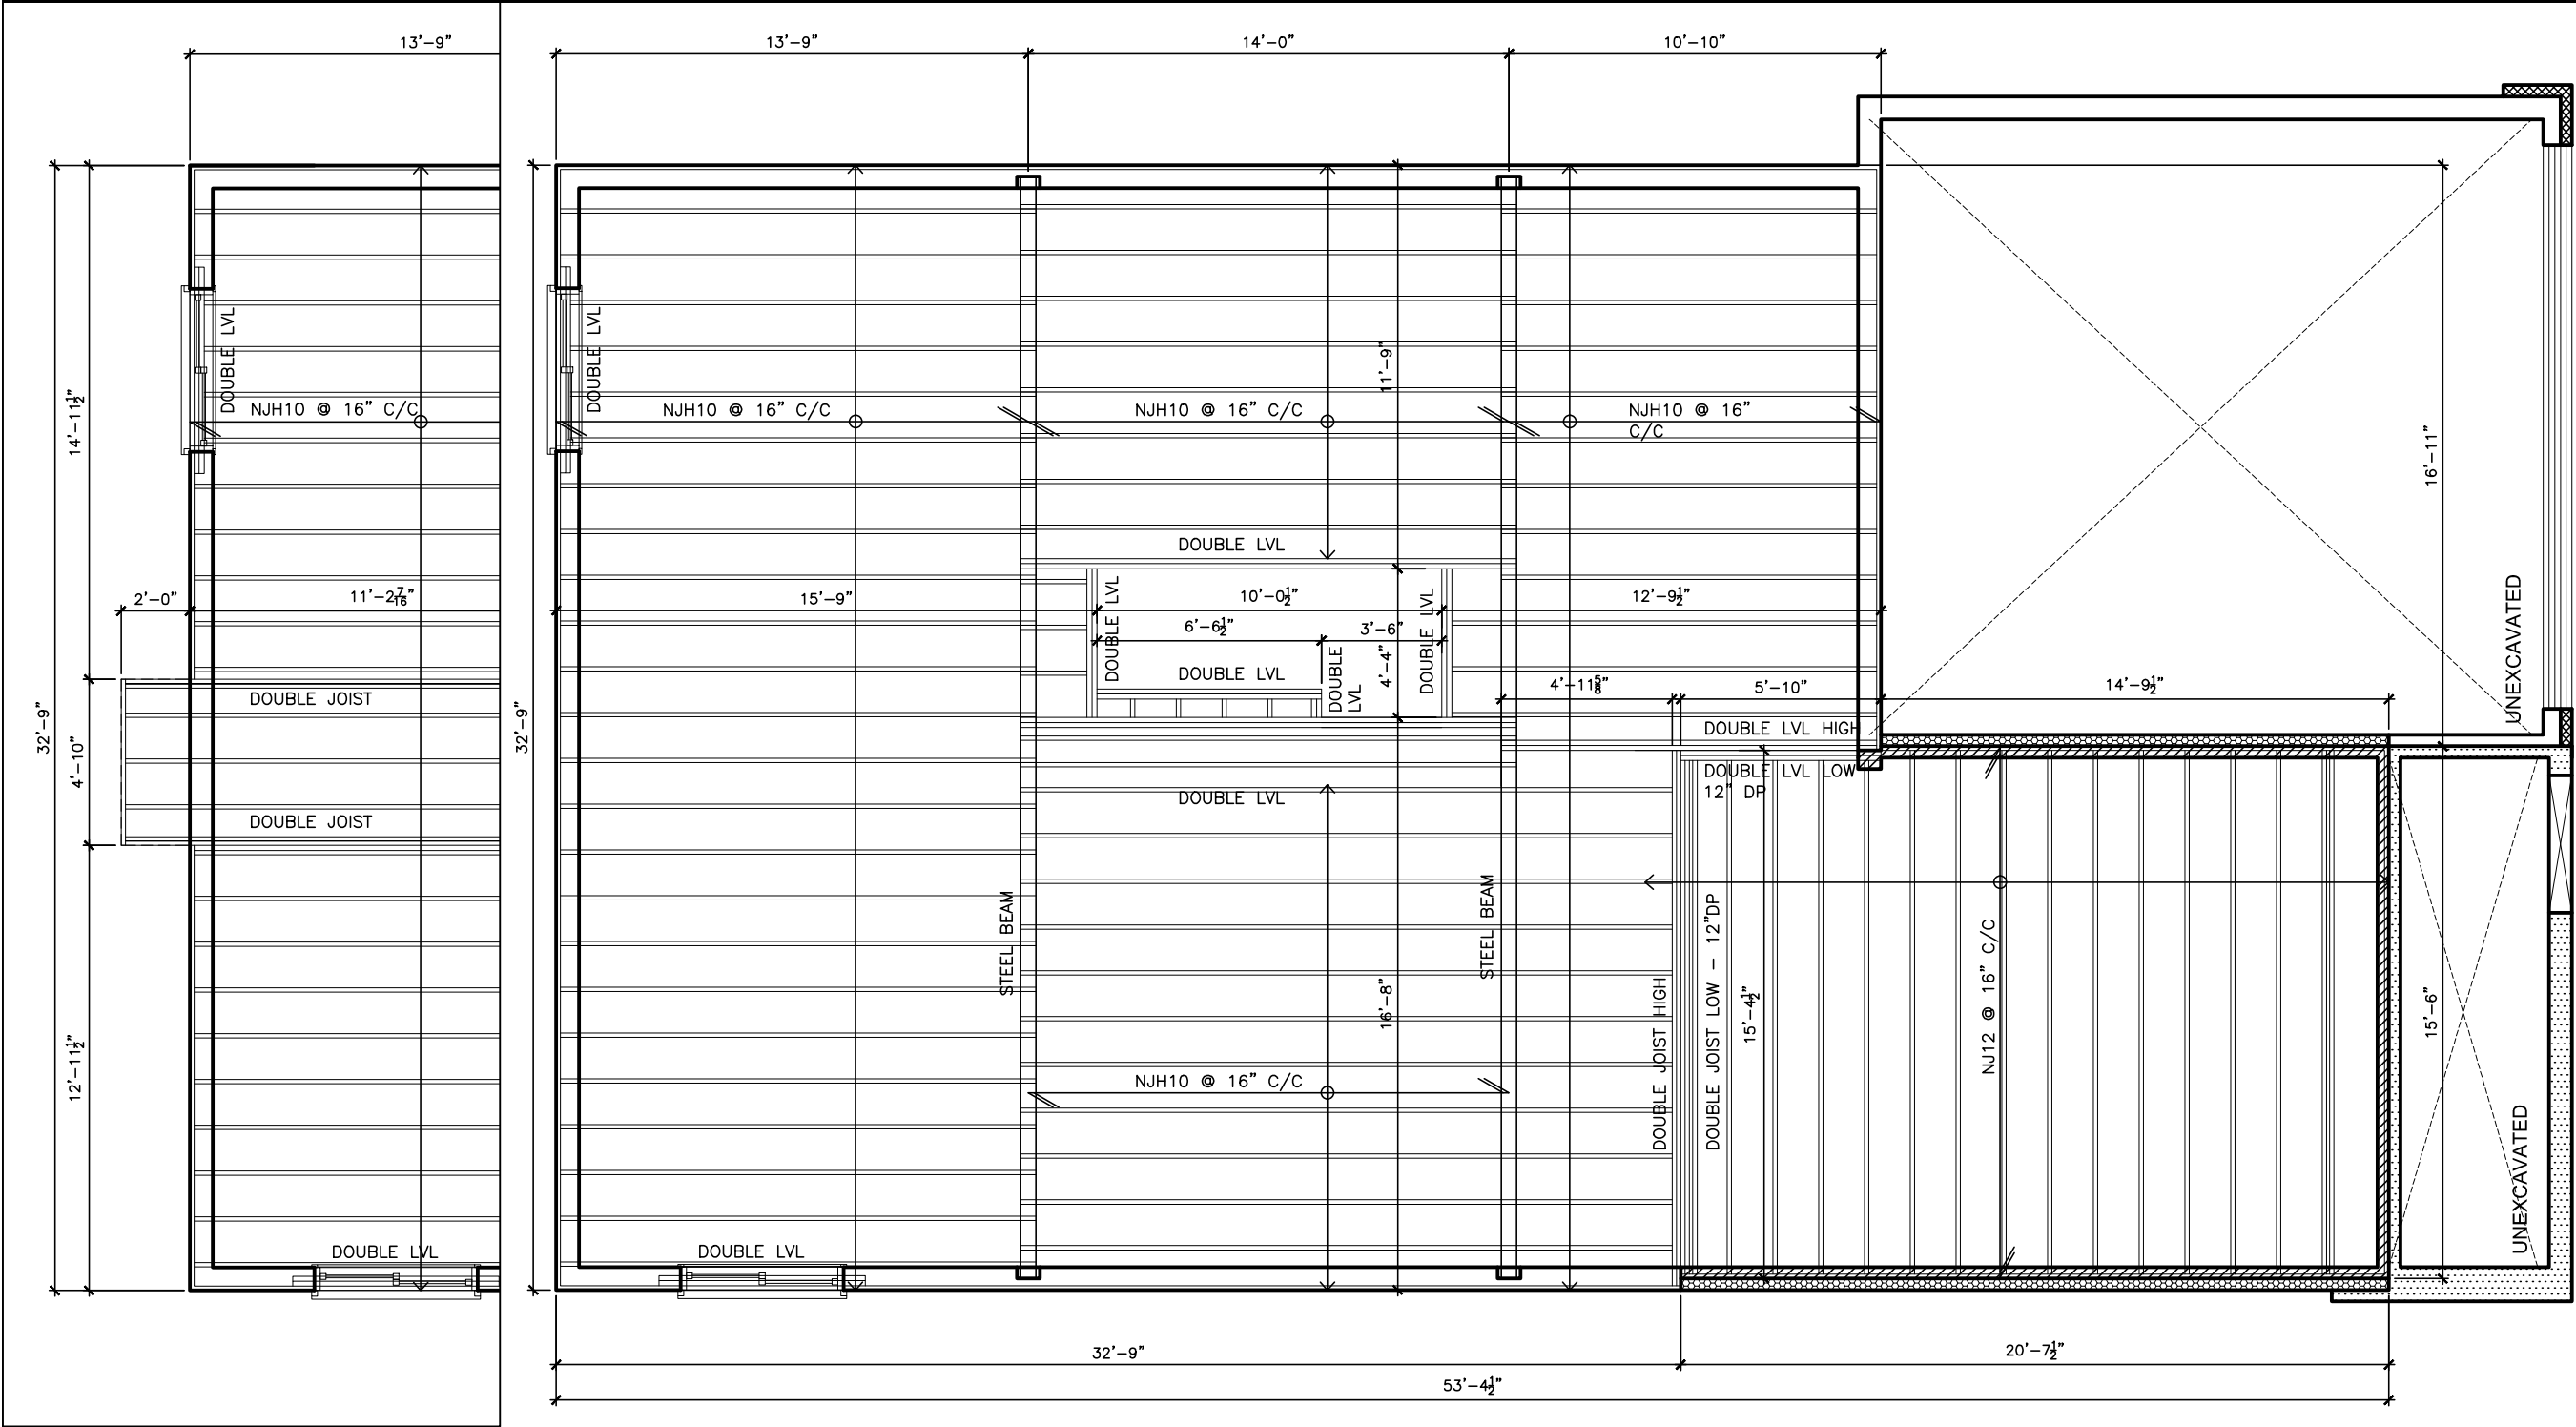 13'-9"
13'-9"
14'-0"
10'-10"
DOUBLE LVL
DOUBLE LVL
NJH10 @ 16" C/C
NJH10 @ 16" C/C
NJH10 @ 16" C/C
NJH10 @ 16"
C/C
11'-9"
14'-11½"
16'-11"
DOUBLE LVL
2'-0"
11'-2 7/16"
15'-9"
DOUBLE LVL
10'-0½"
DOUBLE LVL
12'-9½"
UNEXCAVATED
6'-6½"
3'-6"
DOUBLE LVL
DOUBLE
LVL
4'-4"
4'-11⅝"
5'-10"
14'-9½"
DOUBLE JOIST
32'-9"
4'-10"
32'-9"
DOUBLE LVL HIGH
DOUBLE LVL LOW
12" DP
DOUBLE LVL
DOUBLE JOIST
STEEL BEAM
STEEL BEAM
DOUBLE JOIST HIGH
DOUBLE JOIST LOW – 12"DP
15'-4½"
NJ12 @ 16" C/C
15'-6"
16'-8"
12'-11½"
NJH10 @ 16" C/C
UNEXCAVATED
DOUBLE LVL
DOUBLE LVL
32'-9"
20'-7½"
53'-4½"